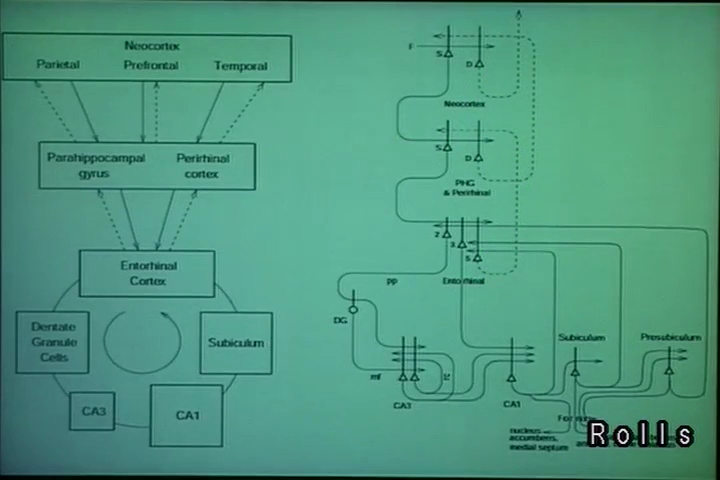 Neocortex
Parietal Prefrontal Temporal
Parahippocampal
gyrus
Perirhinal
cortex
Entorhinal
Cortex
Dentate
Granule
Cells
Subiculum
CA3
CA1
F
S
D
Neocortex
S
D
PHG
& Perirhinal
2
3
5
PP
Entorhinal
DG
mf
CA3
CA1
Subiculum
Presubiculum
nucleus
accumbens,
medial septum
Rolls